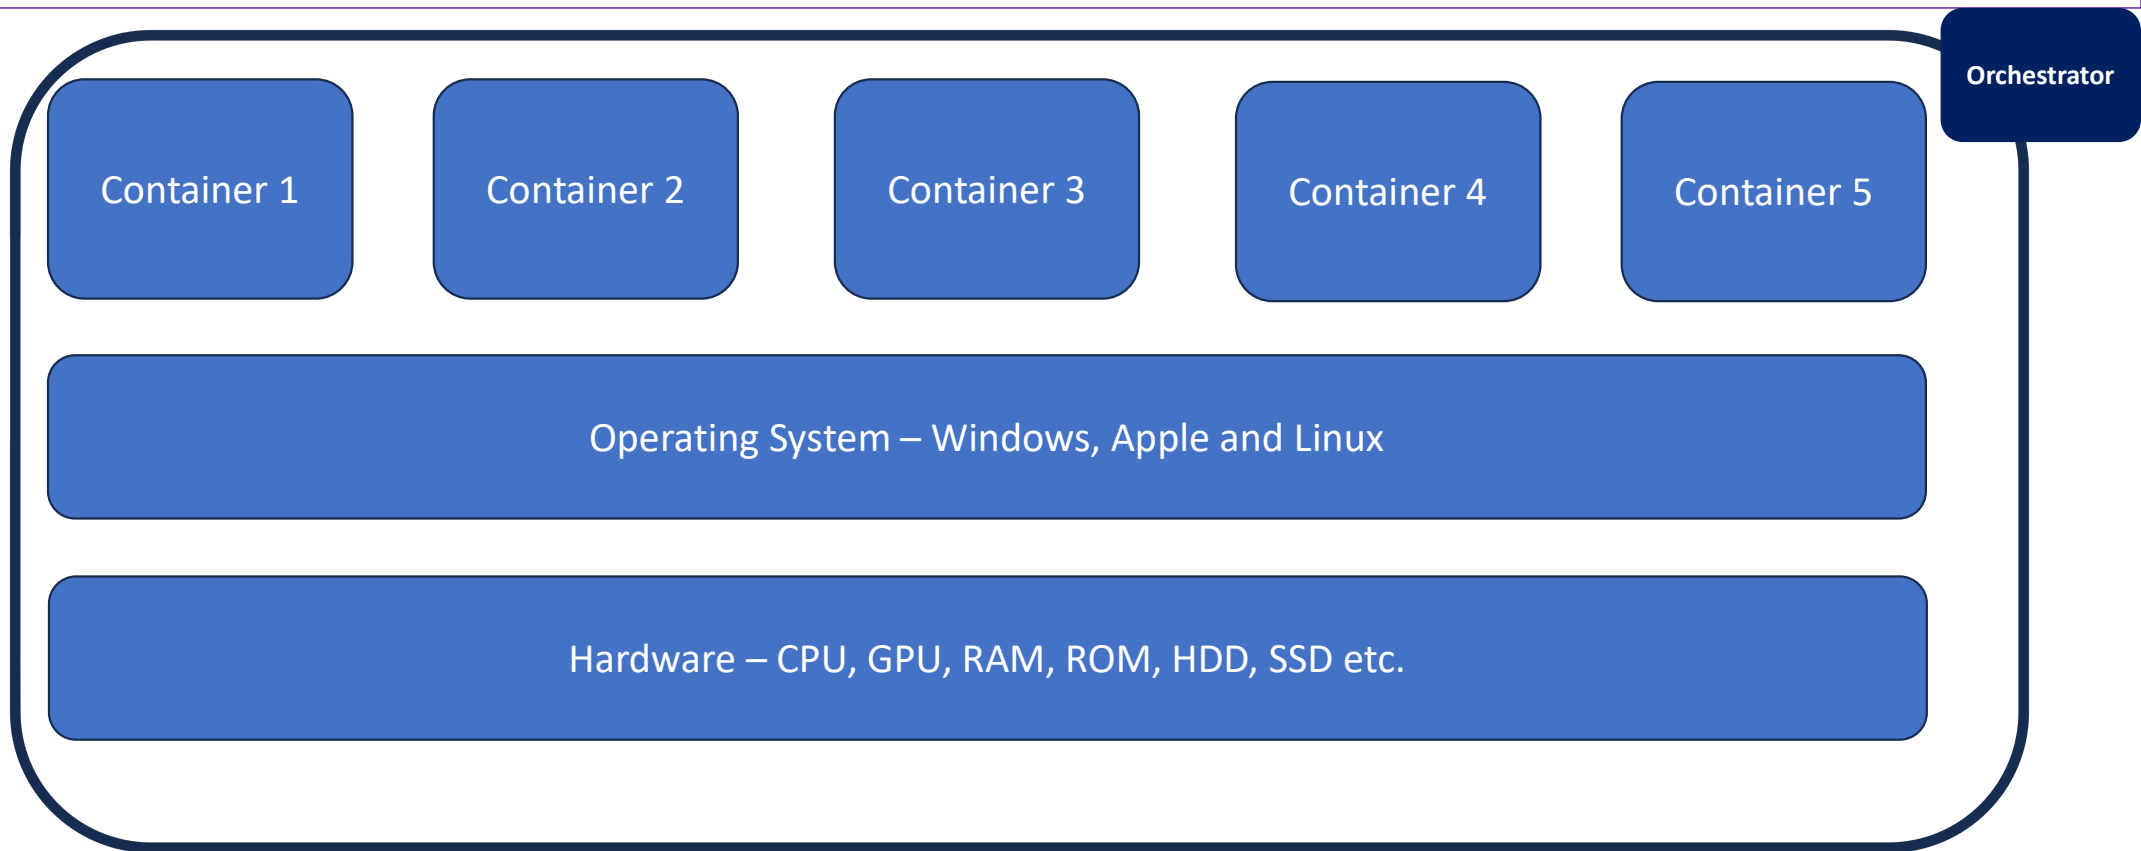 Orchestrator
Container 1
Container 2
Container 3
Container 4
Container 5
Operating System – Windows, Apple and Linux
Hardware – CPU, GPU, RAM, ROM, HDD, SSD etc.